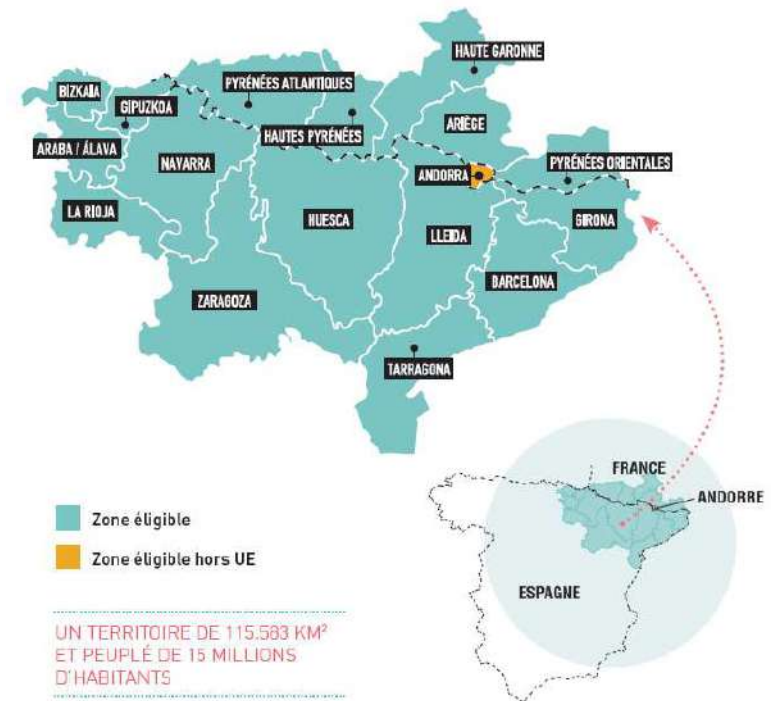 HAUTE GARONNE
BIZKAIA
PYRÉNÉES ATLANTIQUES
GIPUZKOA
HAUTES PYRÉNÉES
ARIÈGE
ARABA / ÁLAVA
NAVARRA
ANDORRA
PYRÉNÉES ORIENTALES
LA RIOJA
HUESCA
LLEIDA
GIRONA
BARCELONA
ZARAGOZA
TARRAGONA
FRANCE
ANDORRE
ESPAGNE
Zone éligible
Zone éligible hors UE
UN TERRITOIRE DE 115.583 KM²
ET PEUPLÉ DE 15 MILLIONS
D'HABITANTS